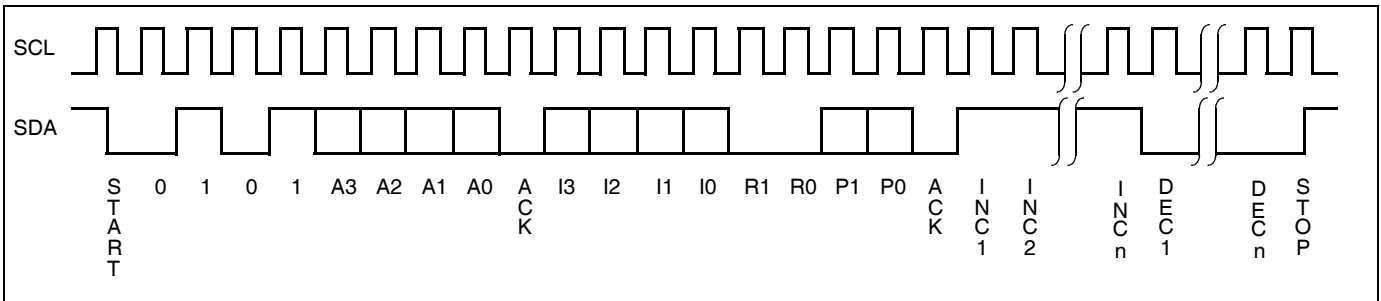 SCL
SDA
START 0 1 0 1 A3 A2 A1 A0 ACK I3 I2 I1 I0 R1 R0 P1 P0 ACK INC1 INC2 INCn DEC1 DECn STOP